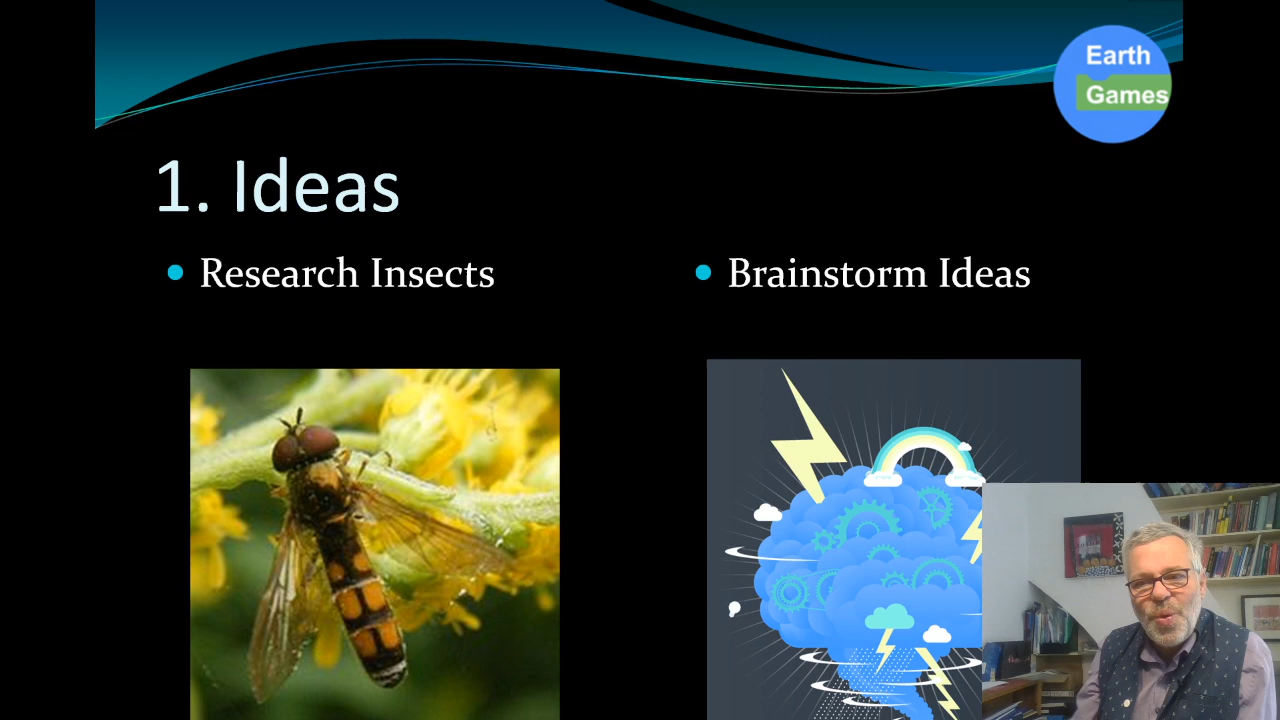 Earth
Games
1. Ideas
Research Insects
Brainstorm Ideas